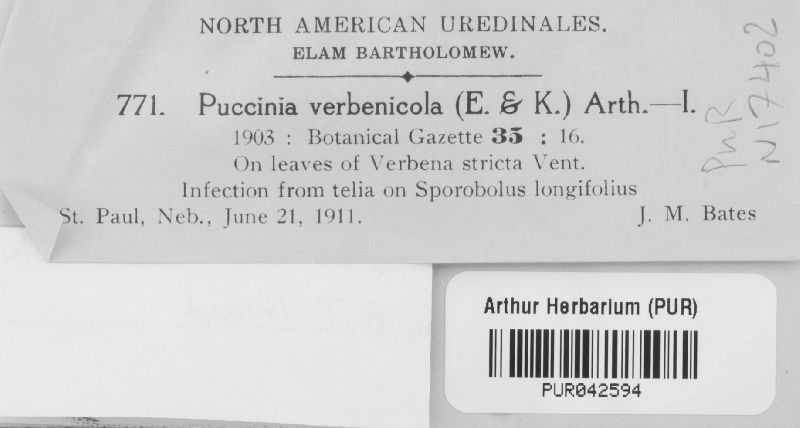 NORTH AMERICAN UREDINALES.
ELAM BARTHOLOMEW.
771. Puccinia verbenicola (E. & K.) Arth.—I.
1903 : Botanical Gazette 35 : 16.
On leaves of Verbena stricta Vent.
Infection from telia on Sporobolus longifolius
St. Paul, Neb., June 21, 1911. J. M. Bates
PUR
N17402
Arthur Herbarium (PUR)
PUR042594